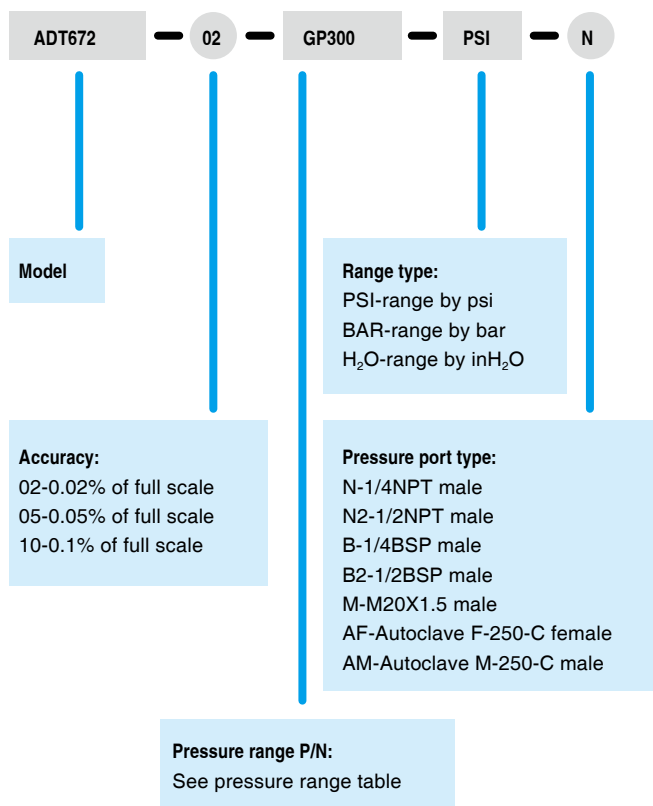 ADT672 02 GP300 PSI N
Model
Range type:
PSI-range by psi
BAR-range by bar
H₂O-range by inH₂O
Accuracy:
02-0.02% of full scale
05-0.05% of full scale
10-0.1% of full scale
Pressure port type:
N-1/4NPT male
N2-1/2NPT male
B-1/4BSP male
B2-1/2BSP male
M-M20X1.5 male
AF-Autoclave F-250-C female
AM-Autoclave M-250-C male
Pressure range P/N:
See pressure range table